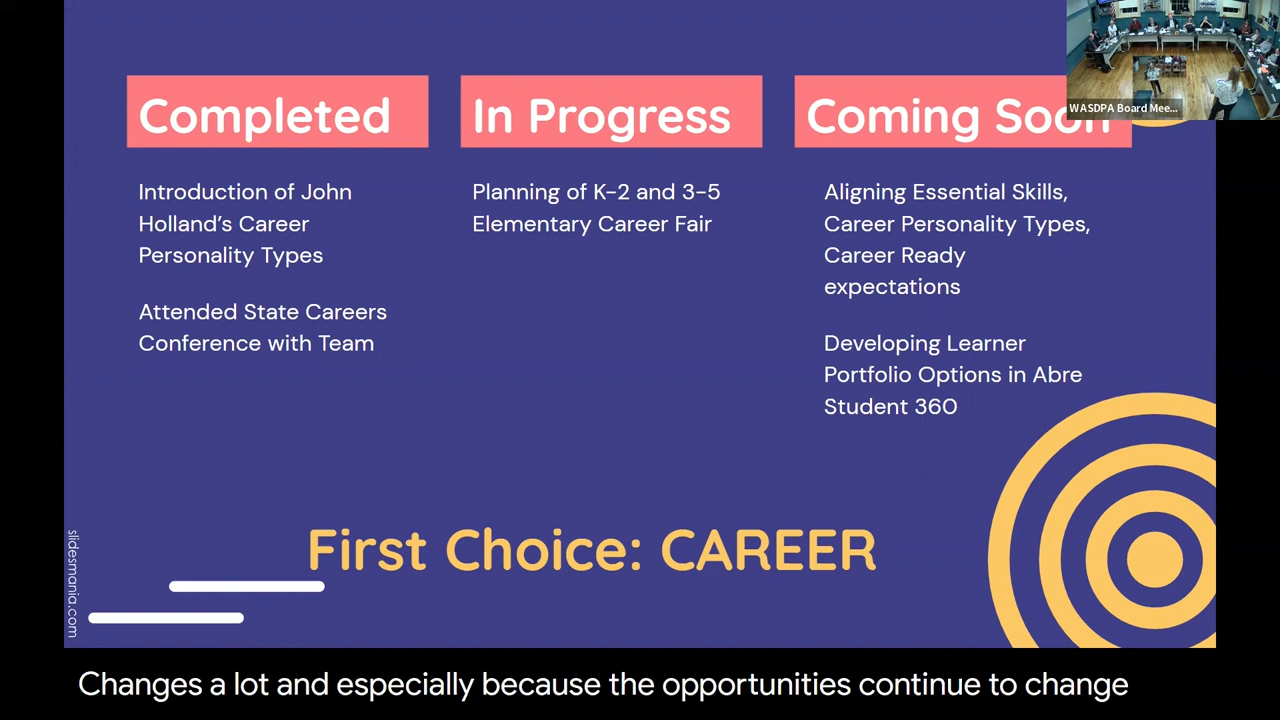 Completed
In Progress
Coming Soon
Introduction of John
Holland's Career
Personality Types
Attended State Careers
Conference with Team
Planning of K-2 and 3-5
Elementary Career Fair
Aligning Essential Skills,
Career Personality Types,
Career Ready
expectations
Developing Learner
Portfolio Options in Abre
Student 360
First Choice: CAREER
slidesmania.com
WASDPA Board Mee...
Changes a lot and especially because the opportunities continue to change